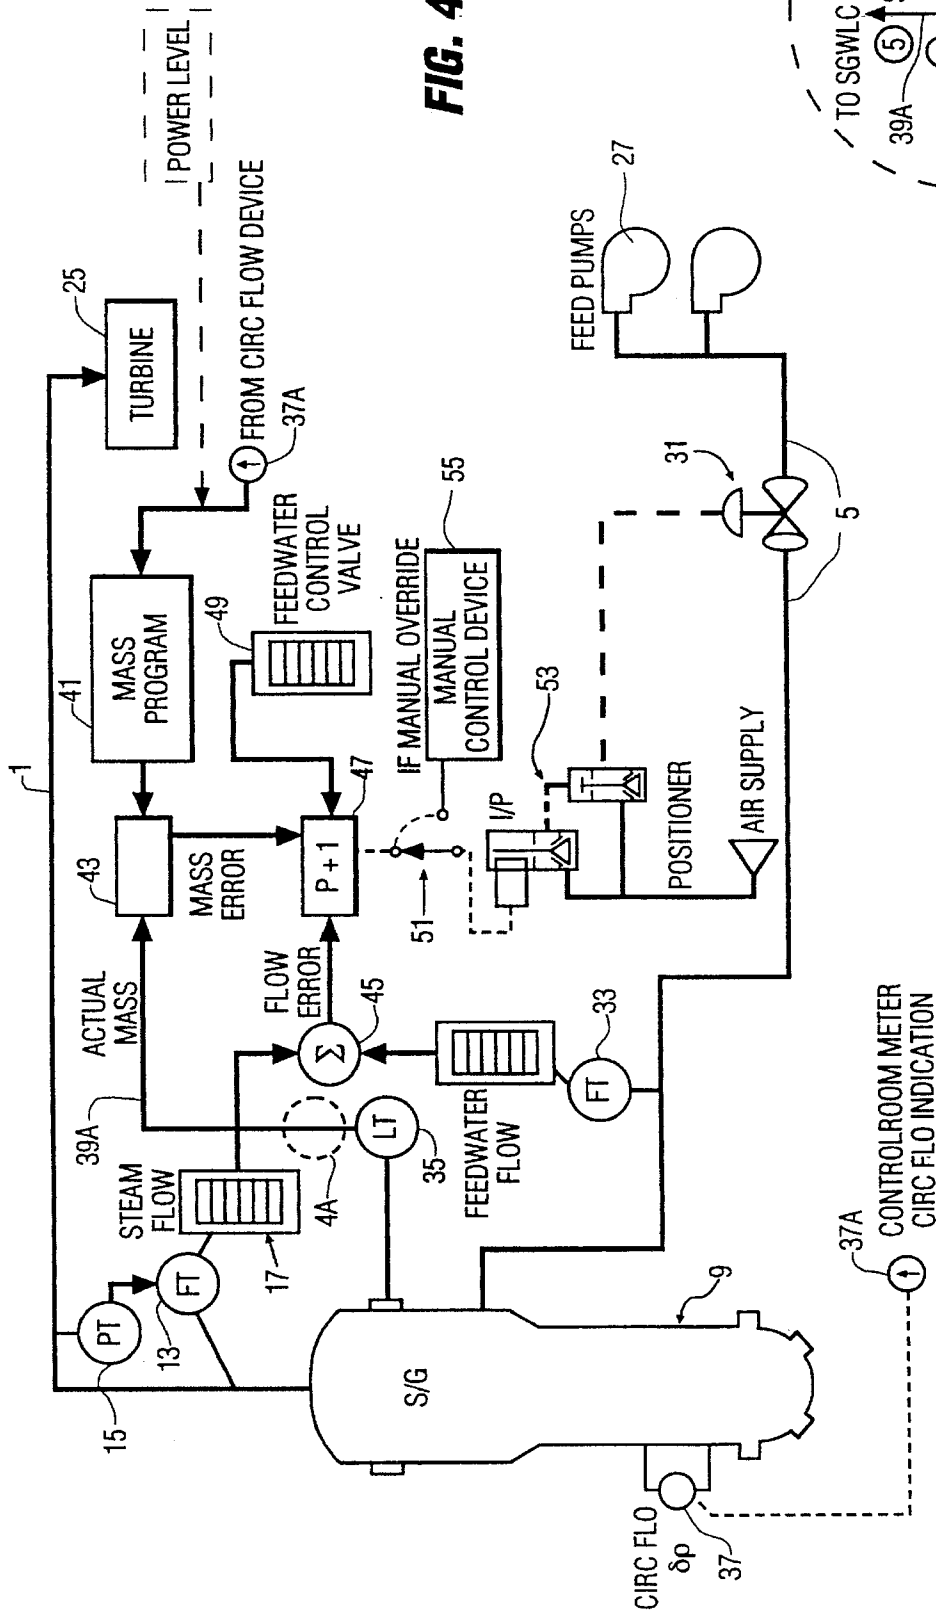 1
POWER LEVEL
FIG. 4
TO SGWLC
5
39A
25
TURBINE
FROM CIRC FLOW DEVICE
37A
41
MASS
PROGRAM
49
FEEDWATER
CONTROL
VALVE
43
MASS
ERROR
47
P + 1
IF MANUAL OVERRIDE
55
MANUAL
CONTROL DEVICE
51
I/P
53
POSITIONER
AIR SUPPLY
FEED PUMPS
27
31
5
ACTUAL
MASS
39A
FLOW
ERROR
45
Σ
STEAM
FLOW
17
4A
LT
35
FEEDWATER
FLOW
33
FT
15
PT
13
FT
S/G
9
CIRC FLO
δρ
37
37A
CONTROLROOM METER
CIRC FLO INDICATION